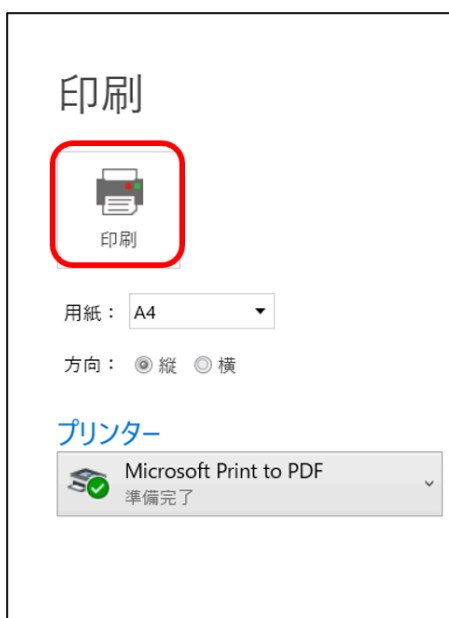 印刷
印刷
用紙： A4
方向： 縦 横
プリンター
Microsoft Print to PDF
準備完了